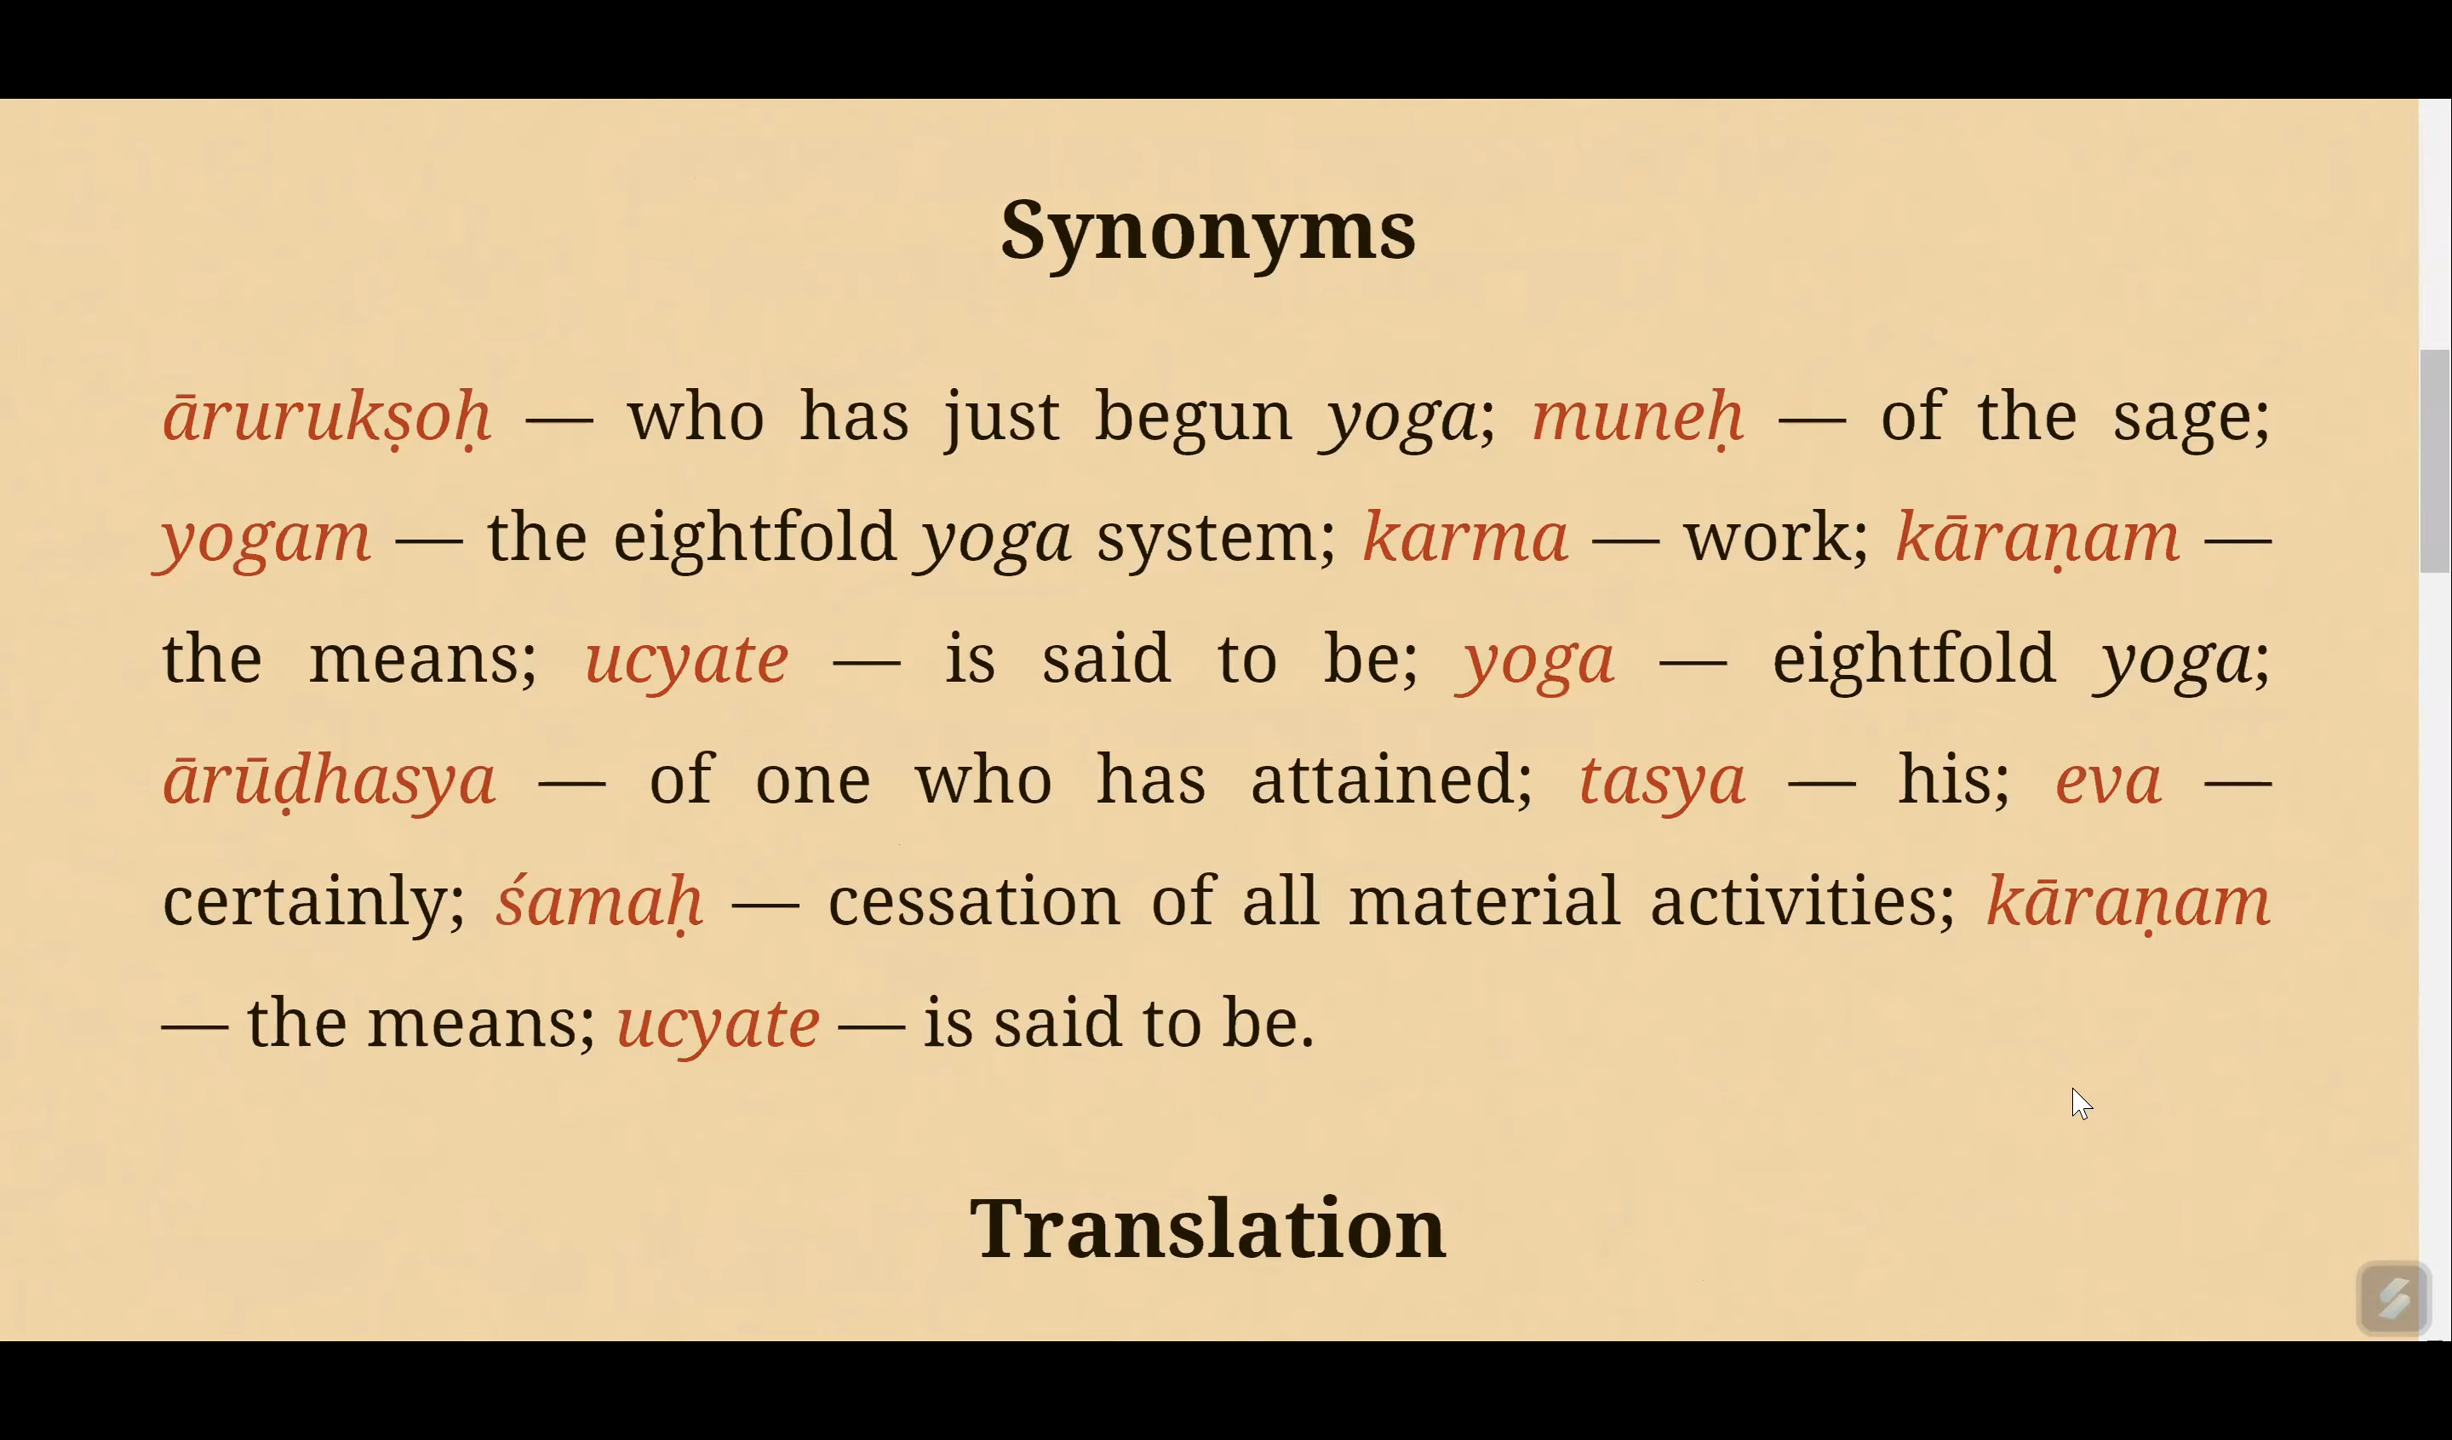 Synonyms
ārurukṣoḥ — who has just begun yoga; muneḥ — of the sage;
yogam — the eightfold yoga system; karma — work; kāraṇam —
the means; ucyate — is said to be; yoga — eightfold yoga;
ārūḍhasya — of one who has attained; tasya — his; eva —
certainly; śamaḥ — cessation of all material activities; kāraṇam
— the means; ucyate — is said to be.
Translation